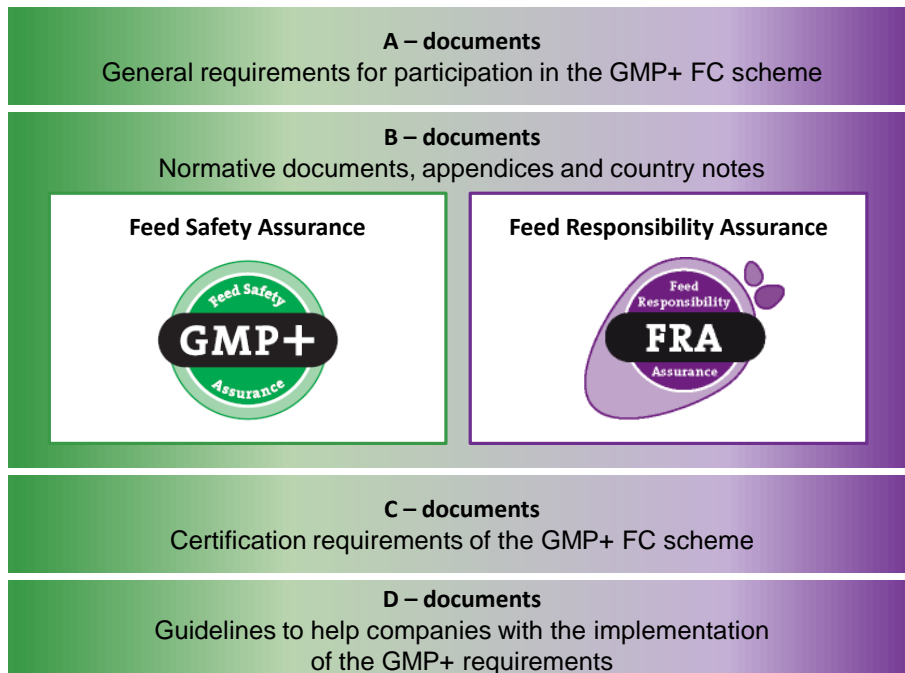 A – documents
General requirements for participation in the GMP+ FC scheme
B – documents
Normative documents, appendices and country notes
Feed Safety Assurance
Feed Safety
GMP+
Assurance
Feed Responsibility Assurance
Feed
Responsibility
FRA
Assurance
C – documents
Certification requirements of the GMP+ FC scheme
D – documents
Guidelines to help companies with the implementation
of the GMP+ requirements